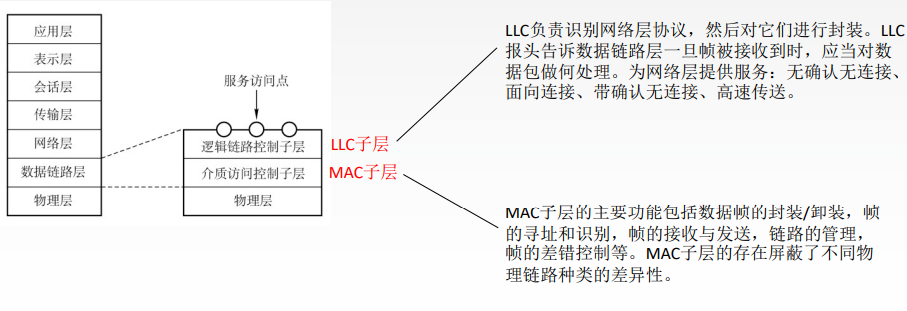 应用层
表示层
会话层
传输层
网络层
数据链路层
物理层
服务访问点
逻辑链路控制子层
介质访问控制子层
物理层
LLC子层
MAC子层
LLC负责识别网络层协议，然后对它们进行封装。LLC
报头告诉数据链路层一旦帧被接收到时，应当对数
据包做何处理。为网络层提供服务：无确认无连接、
面向连接、带确认无连接、高速传送。
MAC子层的主要功能包括数据帧的封装/卸装，帧
的寻址和识别，帧的接收与发送，链路的管理，
帧的差错控制等。MAC子层的存在屏蔽了不同物
理链路种类的差异性。